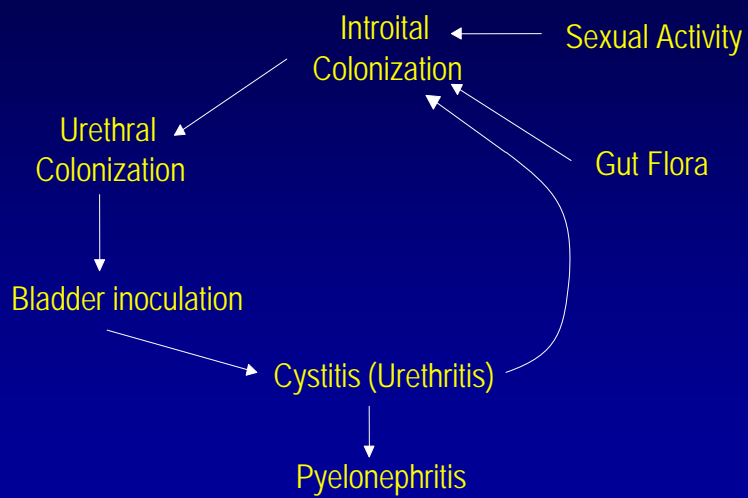 Introital
Colonization
Sexual Activity
Urethral
Colonization
Gut Flora
Bladder inoculation
Cystitis (Urethritis)
Pyelonephritis